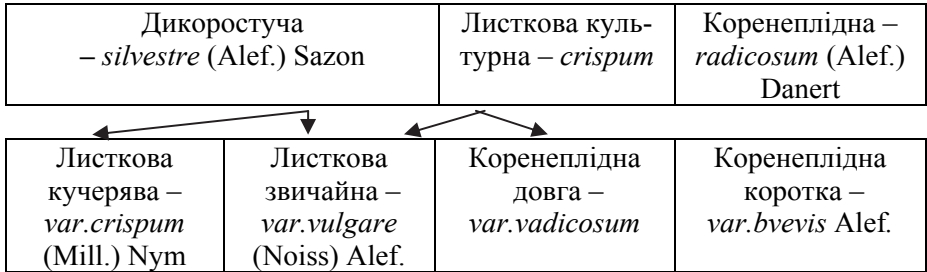 Дикоростуча
– silvestre (Alef.) Sazon
Листкова куль-
турна – crispum
Коренеплідна –
radicosum (Alef.)
Danert
Листкова
кучерява –
var.crispum
(Mill.) Nym
Листкова
звичайна –
var.vulgare
(Noiss) Alef.
Коренеплідна
довга –
var.vadicosum
Коренеплідна
коротка –
var.bvevis Alef.